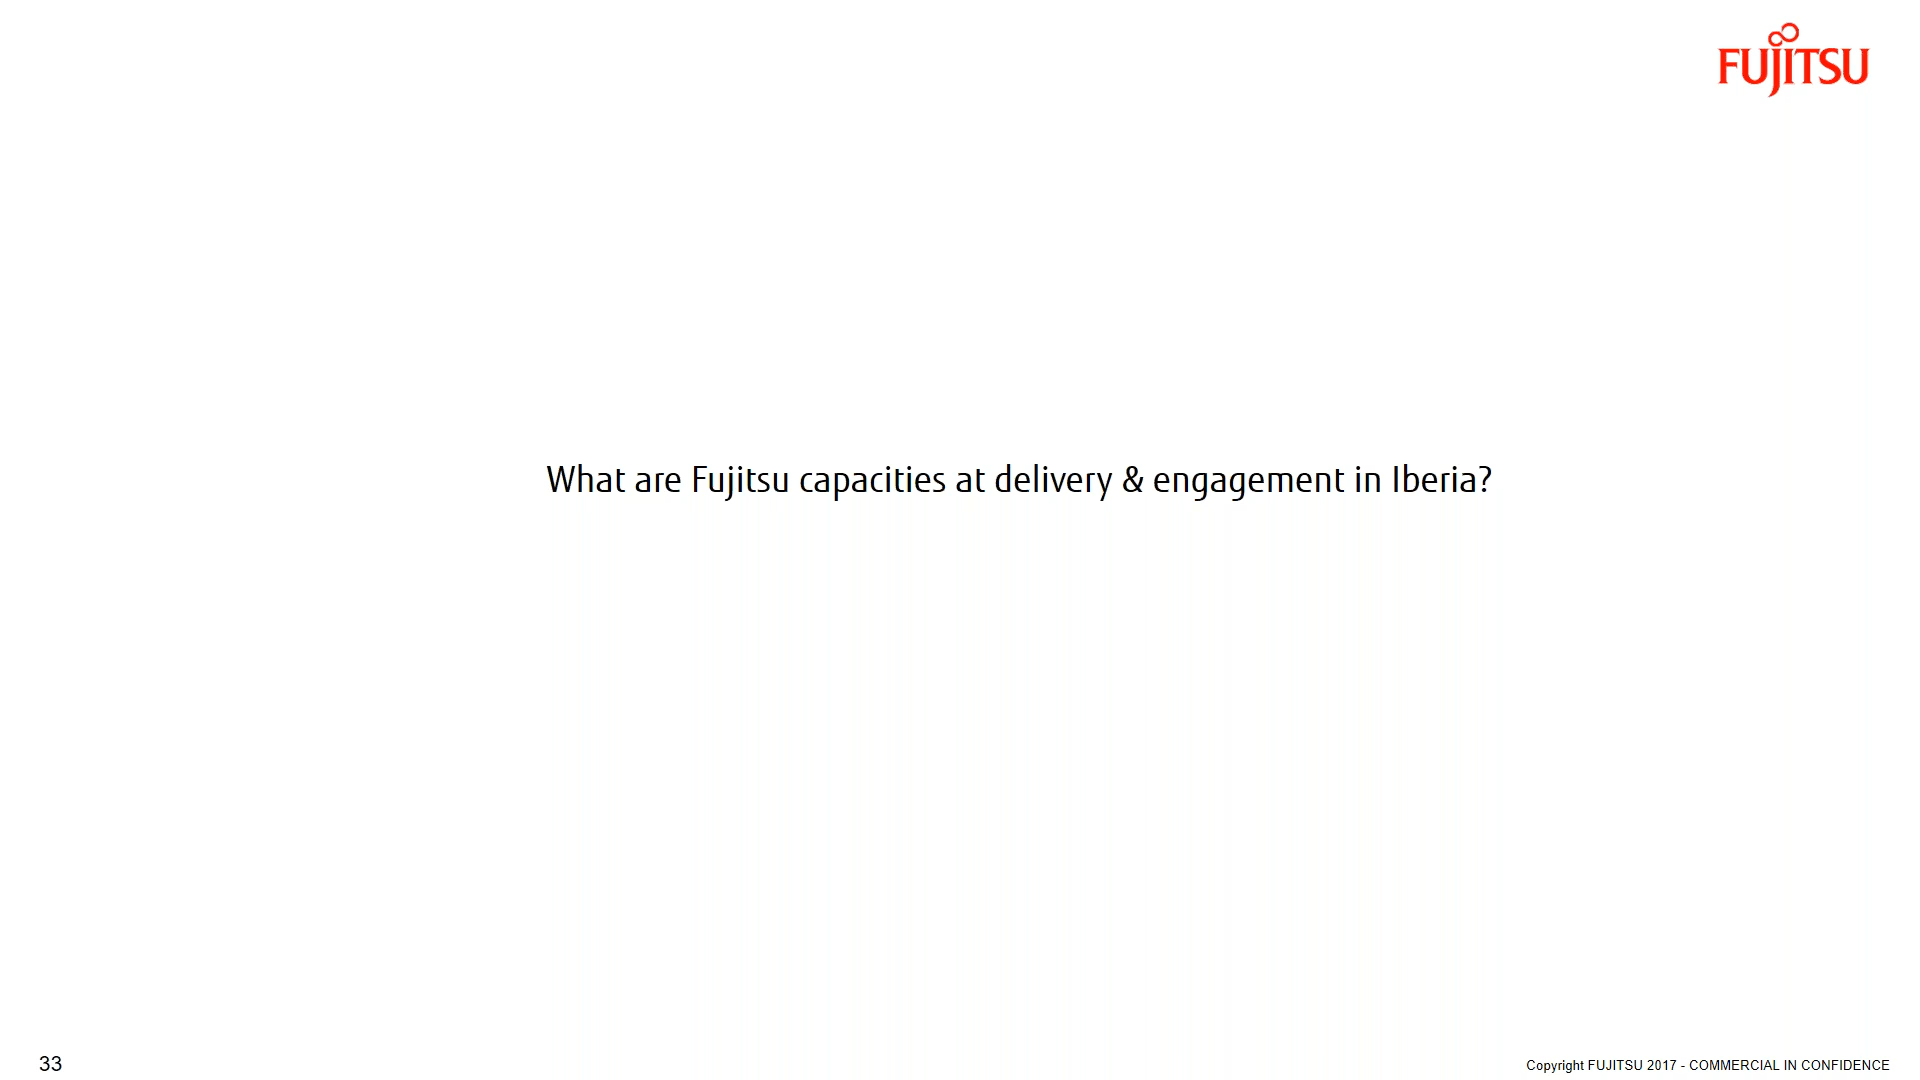 FUJITSU
What are Fujitsu capacities at delivery & engagement in Iberia?
33
Copyright FUJITSU 2017 - COMMERCIAL IN CONFIDENCE